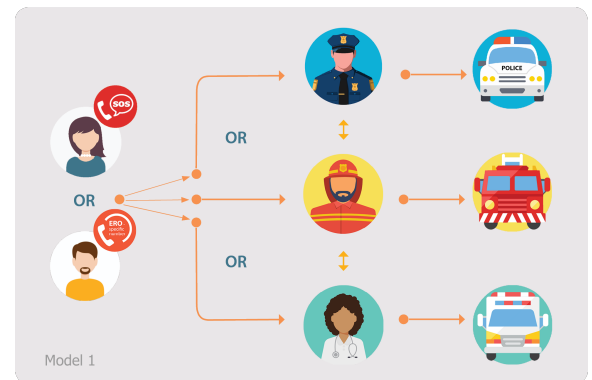 SOS
POLICE
OR
OR
ERO
specific
number
OR
Model 1